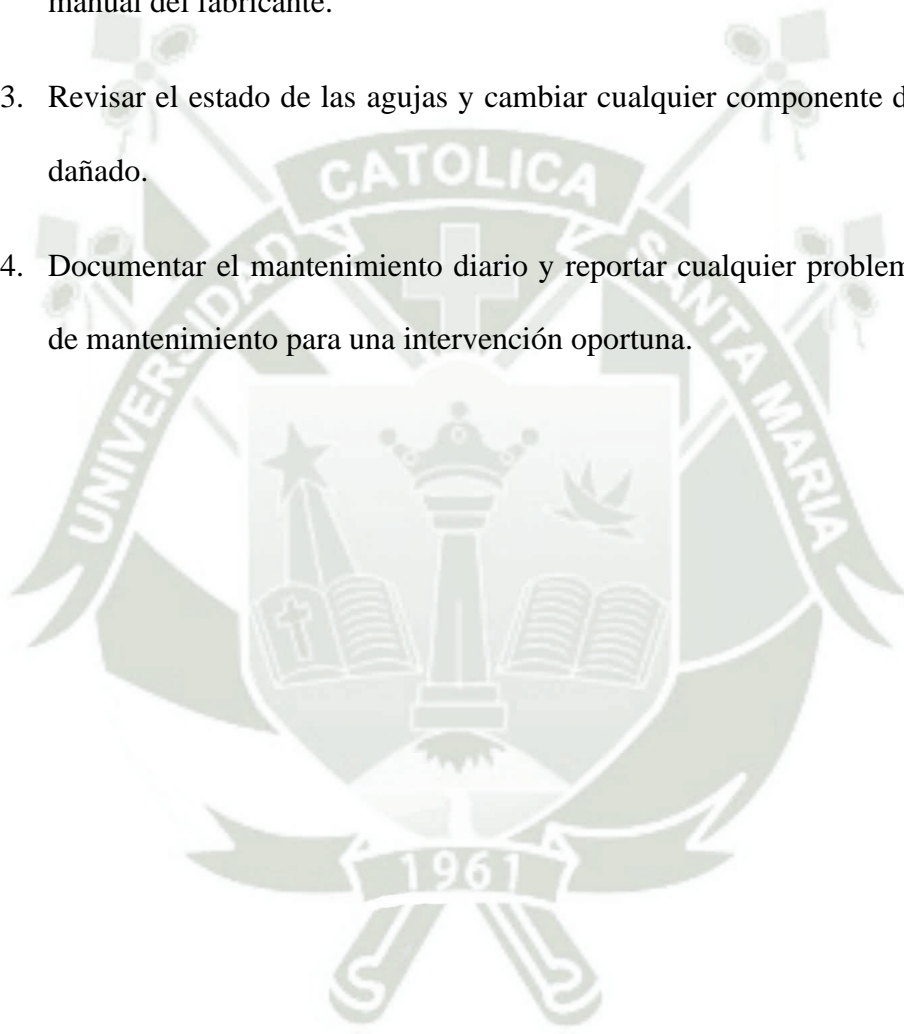 manual del fabricante.
3. Revisar el estado de las agujas y cambiar cualquier componente d
dañado.
4. Documentar el mantenimiento diario y reportar cualquier problem
de mantenimiento para una intervención oportuna.
UNIVERSIDAD CATOLICA SANTA MARIA
1961